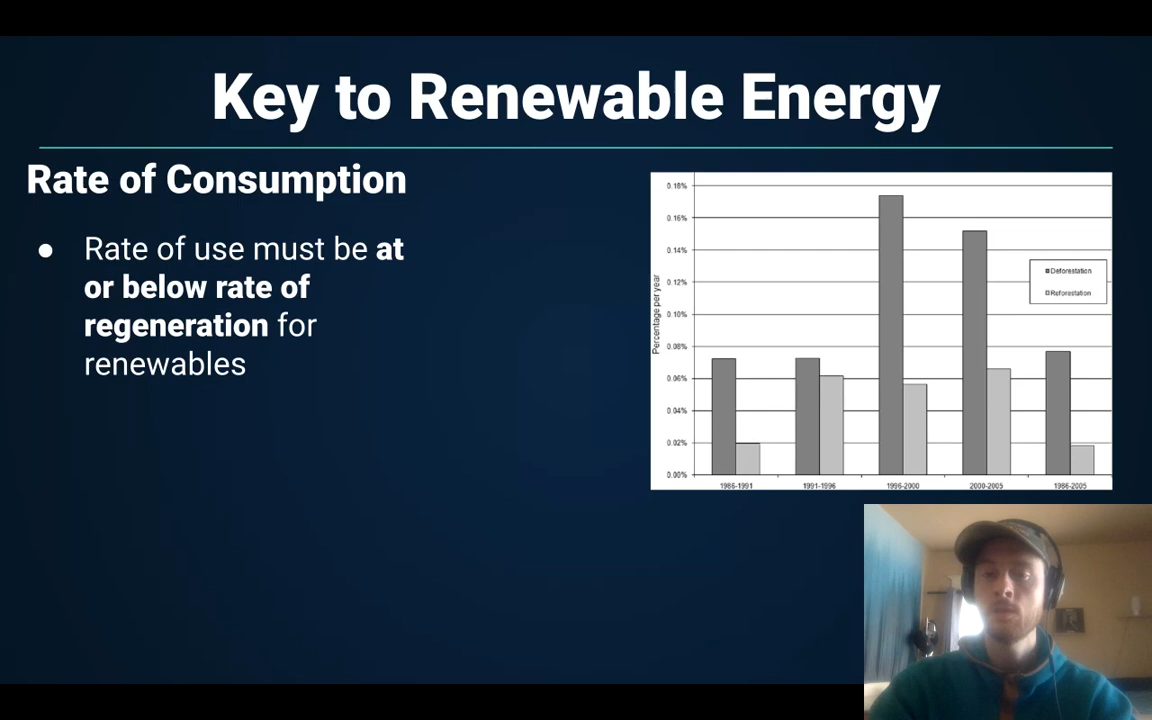 Key to Renewable Energy
Rate of Consumption
● Rate of use must be at
or below rate of
regeneration for
renewables
Percentage per year
0.18%
0.16%
0.14%
0.12%
0.10%
0.08%
0.06%
0.04%
0.02%
0.00%
Deforestation
Reforestation
1986-1991
1991-1996
1996-2000
2000-2005
1986-2005